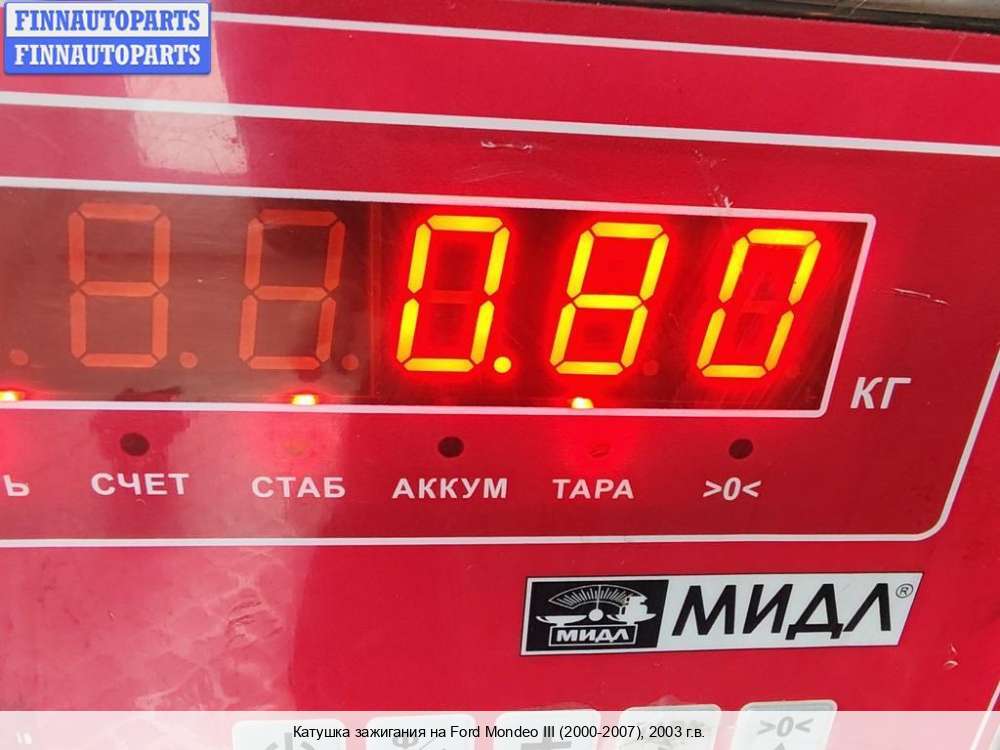 FINNAUTOPARTS
FINNAUTOPARTS
0.80
КГ
Ь СЧЕТ СТАБ АККУМ ТАРА >0<
МИДЛ МИДЛ®
>0<
Катушка зажигания на Ford Mondeo III (2000-2007), 2003 г.в.